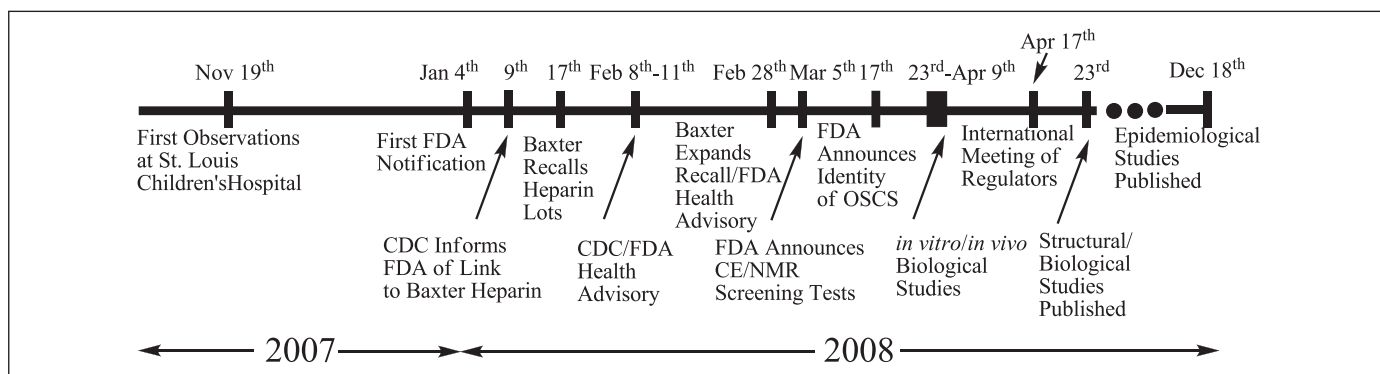 Apr 17th
Nov 19th Jan 4th 9th 17th Feb 8th-11th Feb 28th Mar 5th 17th 23rd-Apr 9th 23rd Dec 18th
First Observations
at St. Louis
Children'sHospital
First FDA
Notification
CDC Informs
FDA of Link
to Baxter Heparin
Baxter
Recalls
Heparin
Lots
CDC/FDA
Health
Advisory
Baxter
Expands
Recall/FDA
Health
Advisory
FDA Announces
CE/NMR
Screening Tests
FDA
Announces
Identity
of OSCS
in vitro/in vivo
Biological
Studies
International
Meeting of
Regulators
Structural/
Biological
Studies
Published
Epidemiological
Studies
Published
2007 2008